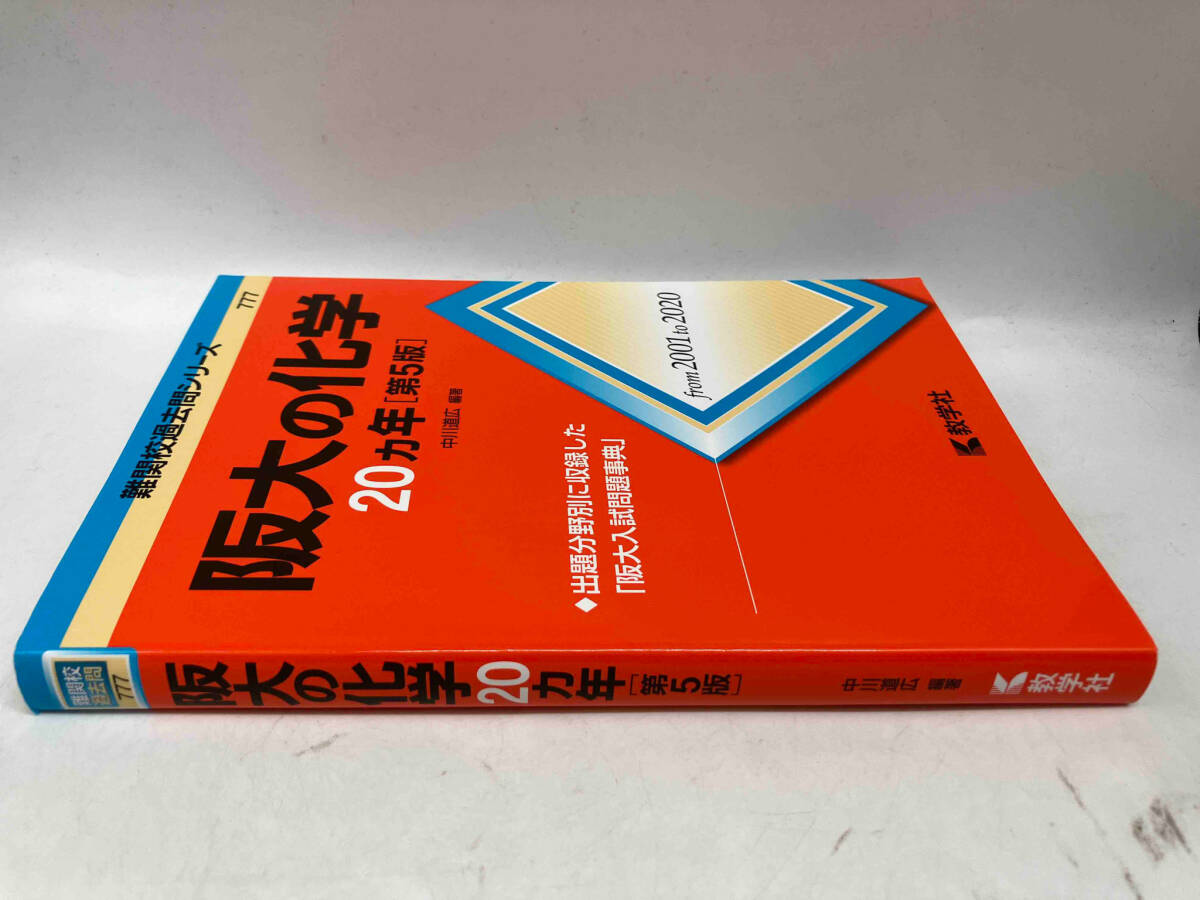 難関校過去問シリーズ
777
阪大の化学
20カ年[第5版]
中川道広 編著
from 2001 to 2020
◆出題分野別に収録した
「阪大入試問題事典」
教学社
難関校
過去問
777
阪大の化学20カ年[第5版]
中川道広 編著
教学社